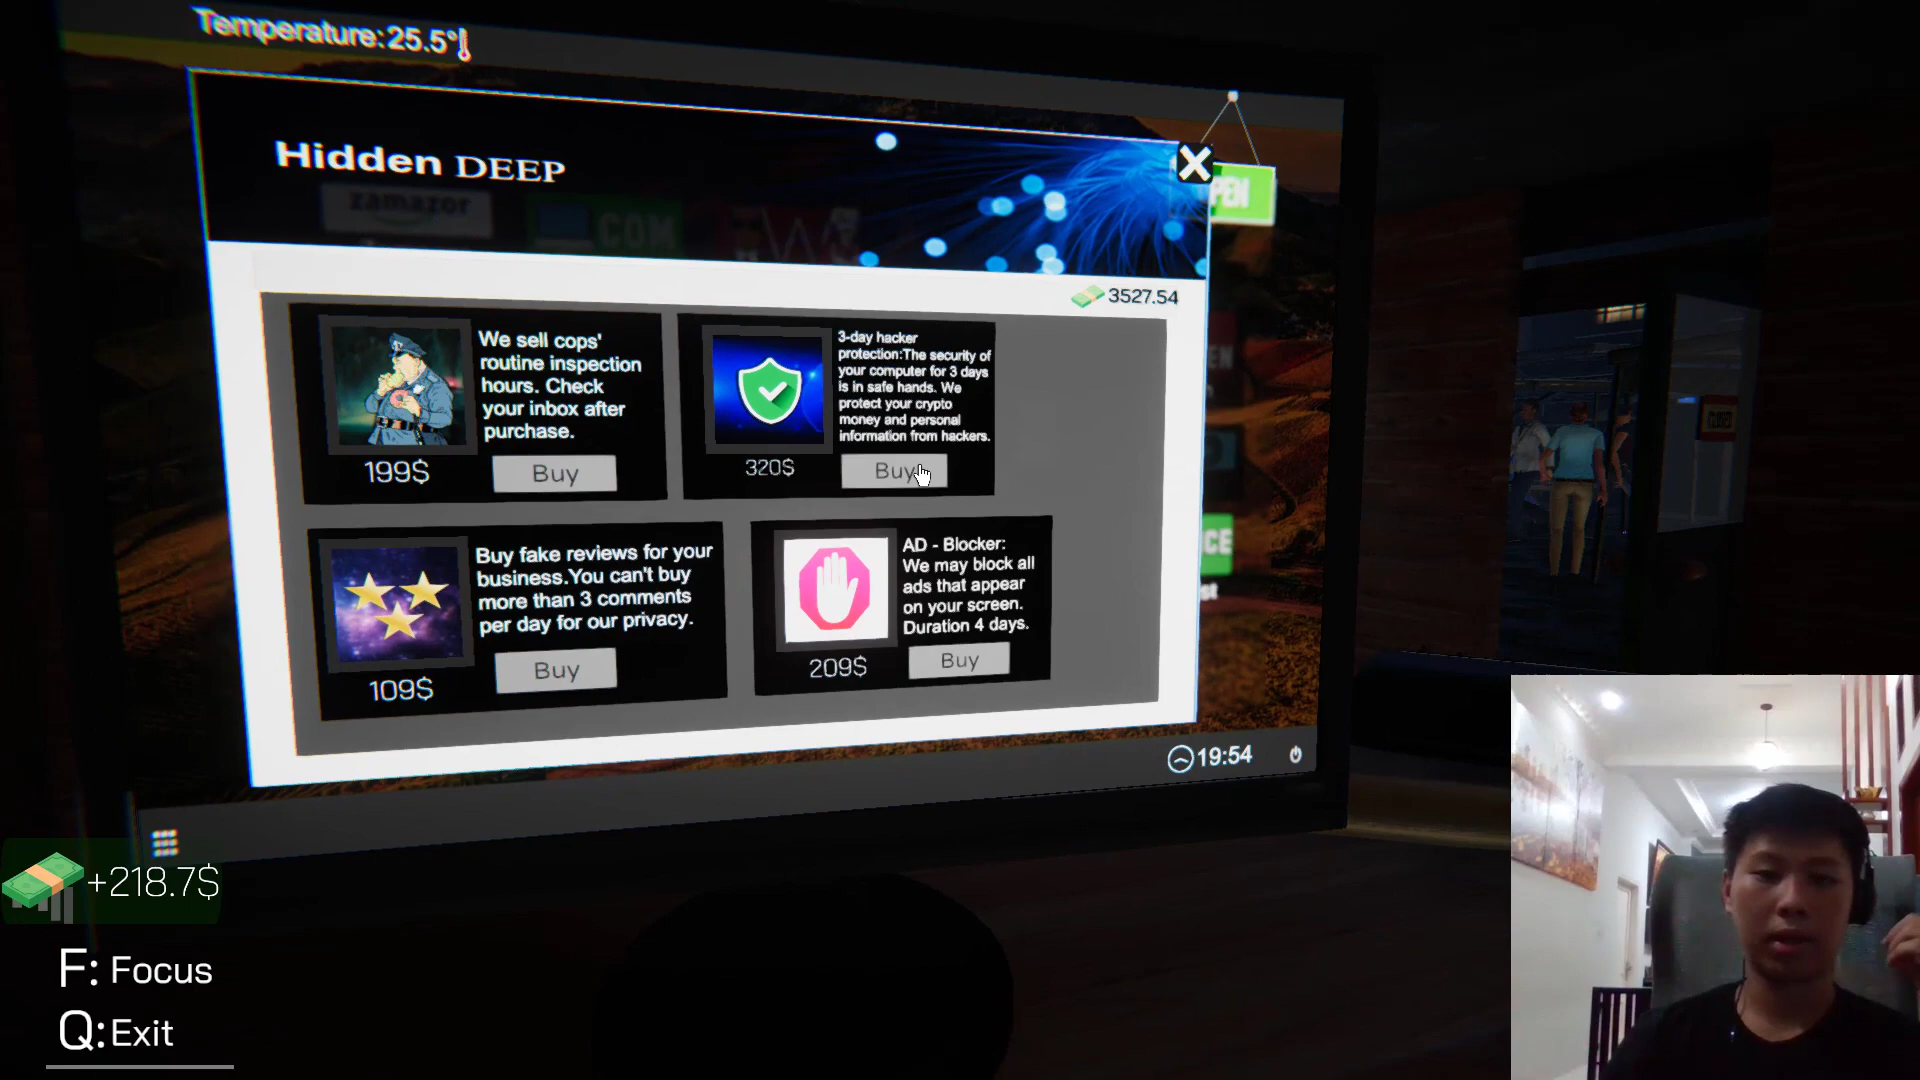 Temperature:25.5°
Hidden DEEP
zamazor
COM
OPEN
3527.54
We sell cops'
routine inspection
hours. Check
your inbox after
purchase.
199$
Buy
3-day hacker
protection:The security of
your computer for 3 days
is in safe hands. We
protect your crypto
money and personal
information from hackers.
320$
Buy
Buy fake reviews for your
business.You can't buy
more than 3 comments
per day for our privacy.
109$
Buy
AD - Blocker:
We may block all
ads that appear
on your screen.
Duration 4 days.
209$
Buy
CLOSED
19:54
+218.7$
F: Focus
Q:Exit